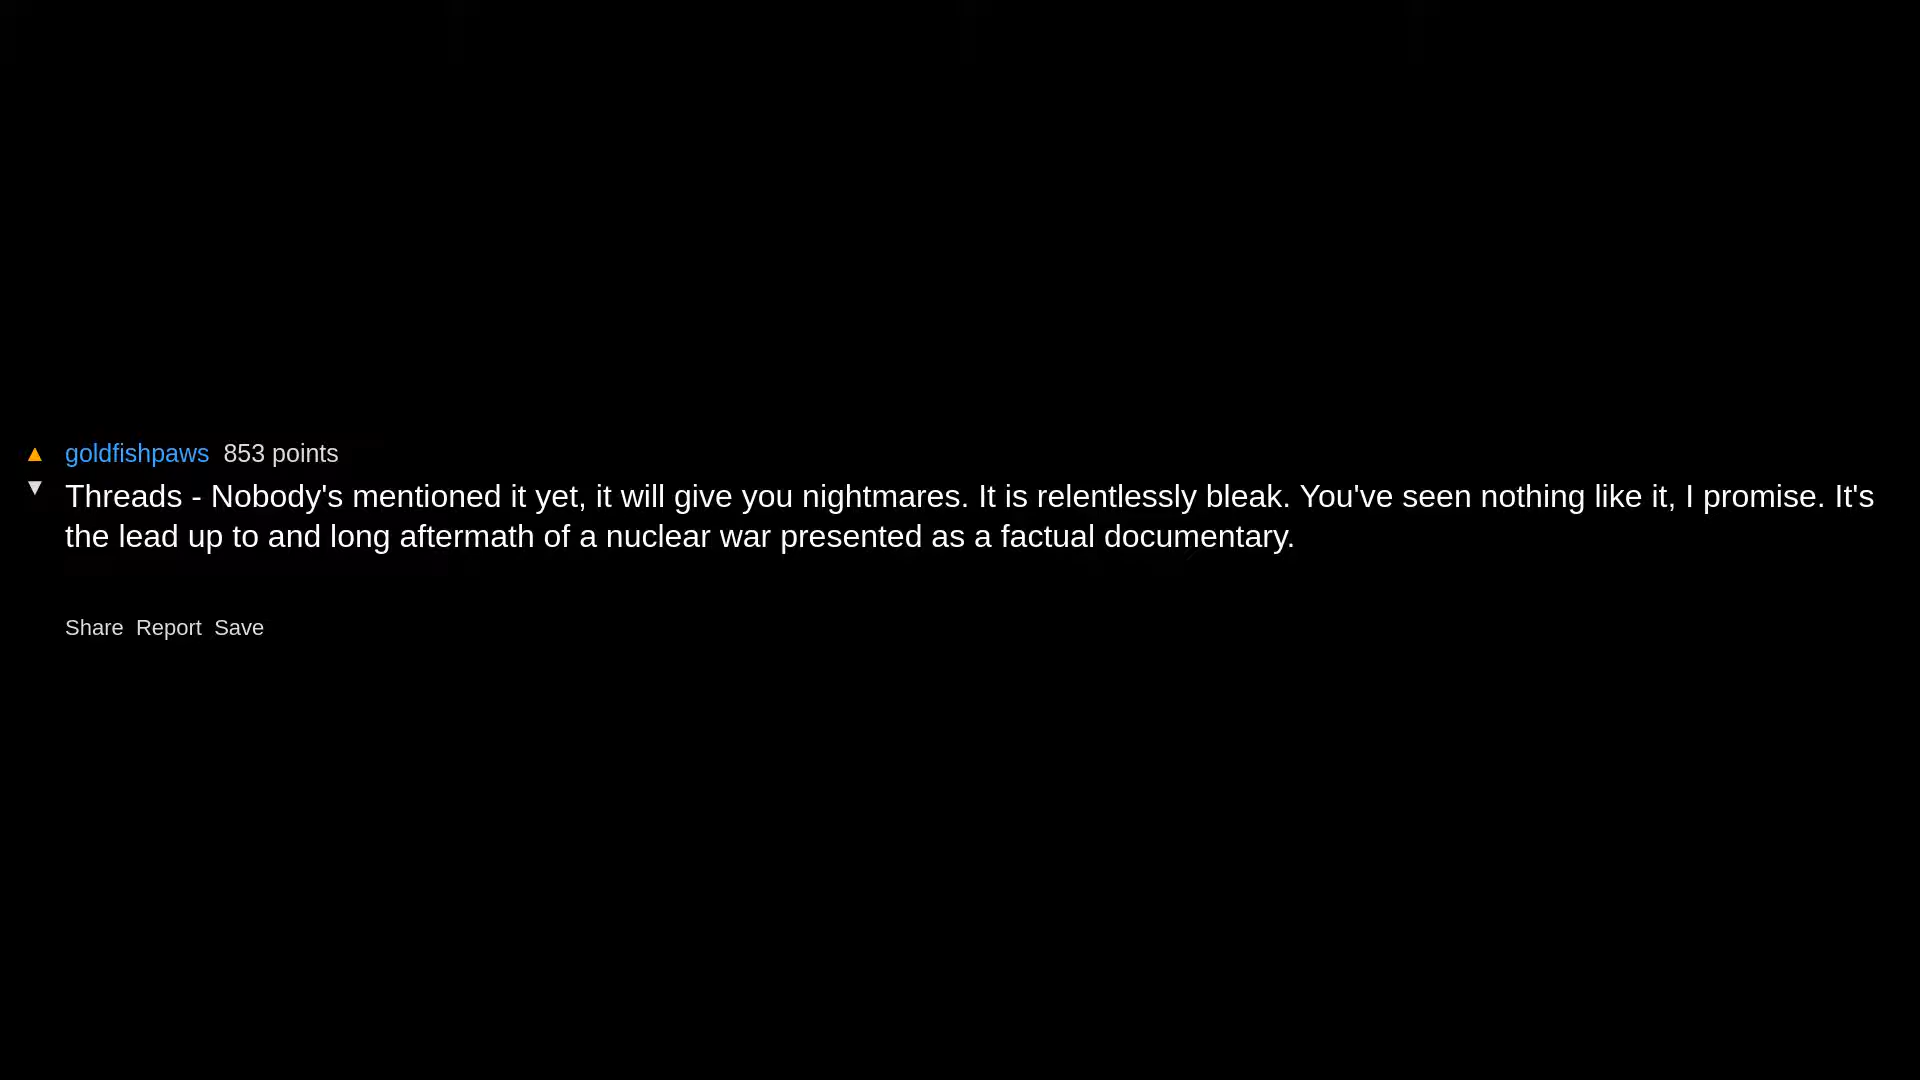 goldfishpaws 853 points
Threads - Nobody's mentioned it yet, it will give you nightmares. It is relentlessly bleak. You've seen nothing like it, I promise. It's
the lead up to and long aftermath of a nuclear war presented as a factual documentary.
Share Report Save